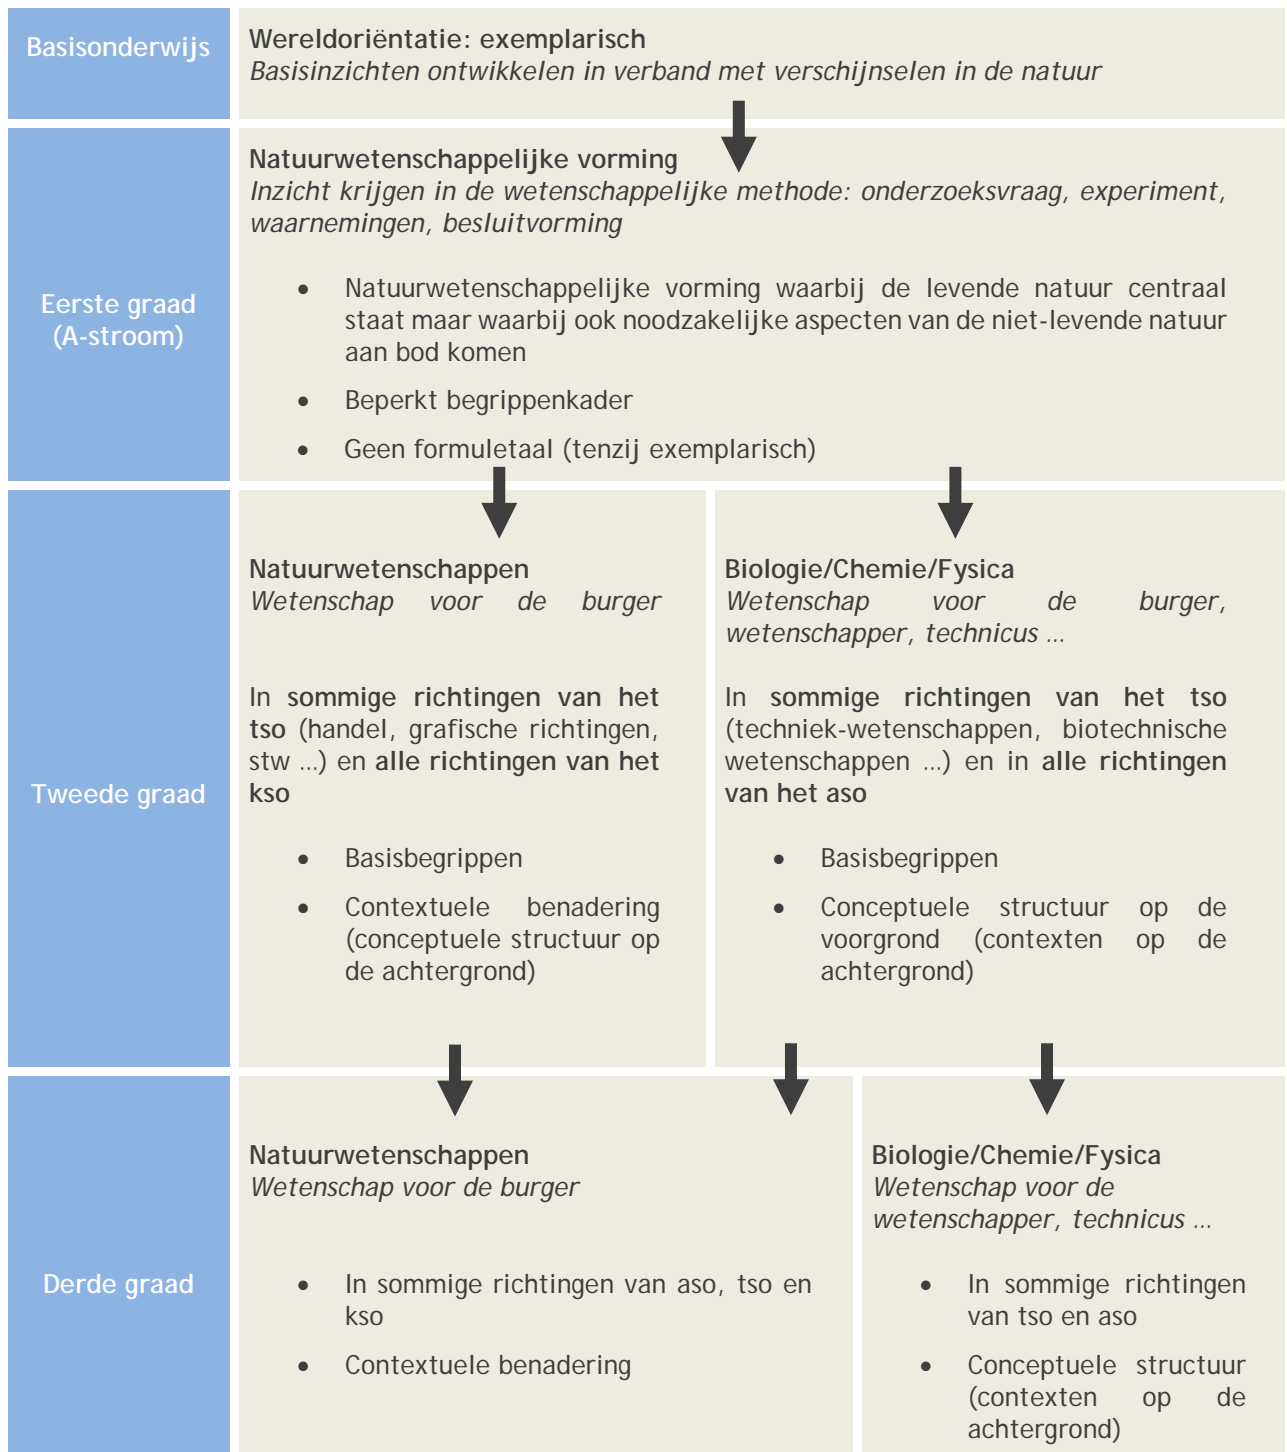 Basisonderwijs
Wereldoriëntatie: exemplarisch
Basisinzichten ontwikkelen in verband met verschijnselen in de natuur
Eerste graad
(A-stroom)
Natuurwetenschappelijke vorming
Inzicht krijgen in de wetenschappelijke methode: onderzoeksvraag, experiment,
waarnemingen, besluitvorming
• Natuurwetenschappelijke vorming waarbij de levende natuur centraal
staat maar waarbij ook noodzakelijke aspecten van de niet-levende natuur
aan bod komen
• Beperkt begrippenkader
• Geen formuletaal (tenzij exemplarisch)
Tweede graad
Natuurwetenschappen
Wetenschap voor de burger
In sommige richtingen van het
tso (handel, grafische richtingen,
stw …) en alle richtingen van het
kso
• Basisbegrippen
• Contextuele benadering
(conceptuele structuur op
de achtergrond)
Biologie/Chemie/Fysica
Wetenschap voor de burger,
wetenschapper, technicus …
In sommige richtingen van het tso
(techniek-wetenschappen, biotechnische
wetenschappen …) en in alle richtingen
van het aso
• Basisbegrippen
• Conceptuele structuur op de
voorgrond (contexten op de
achtergrond)
Derde graad
Natuurwetenschappen
Wetenschap voor de burger
• In sommige richtingen van aso, tso en
kso
• Contextuele benadering
Biologie/Chemie/Fysica
Wetenschap voor de
wetenschapper, technicus …
• In sommige richtingen
van tso en aso
• Conceptuele structuur
(contexten op de
achtergrond)